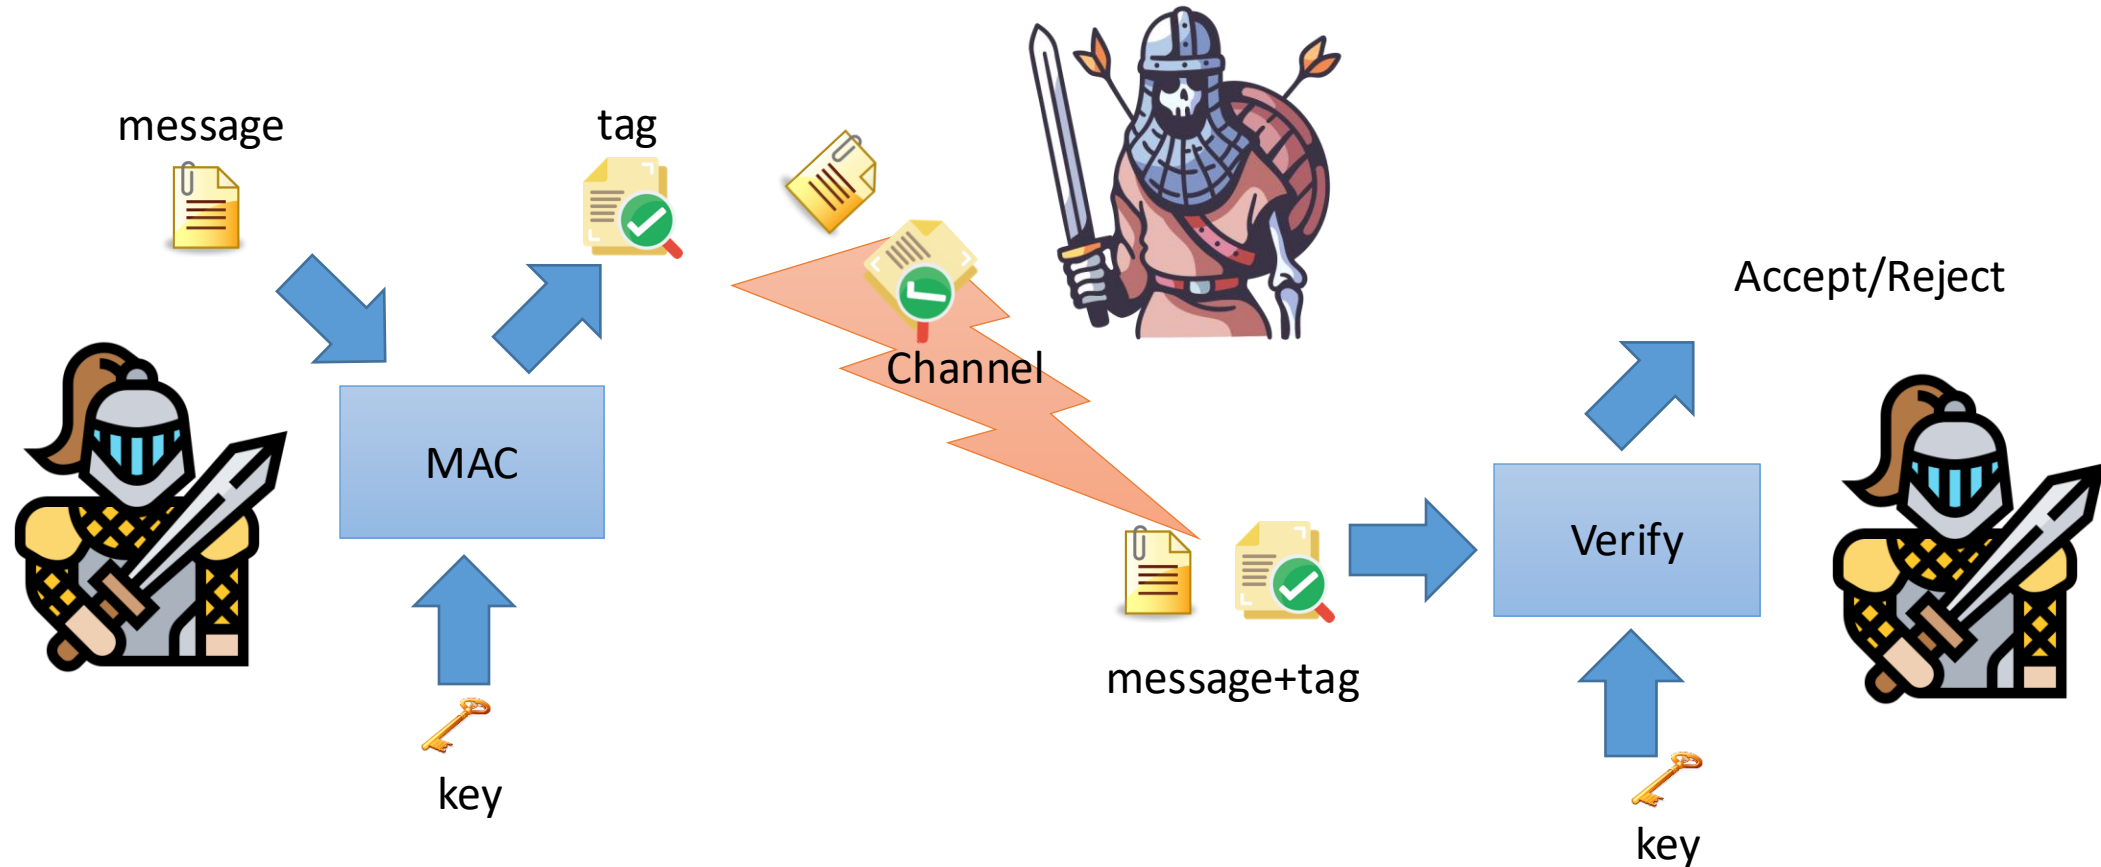 message
tag
Accept/Reject
Channel
MAC
Verify
message+tag
key
key